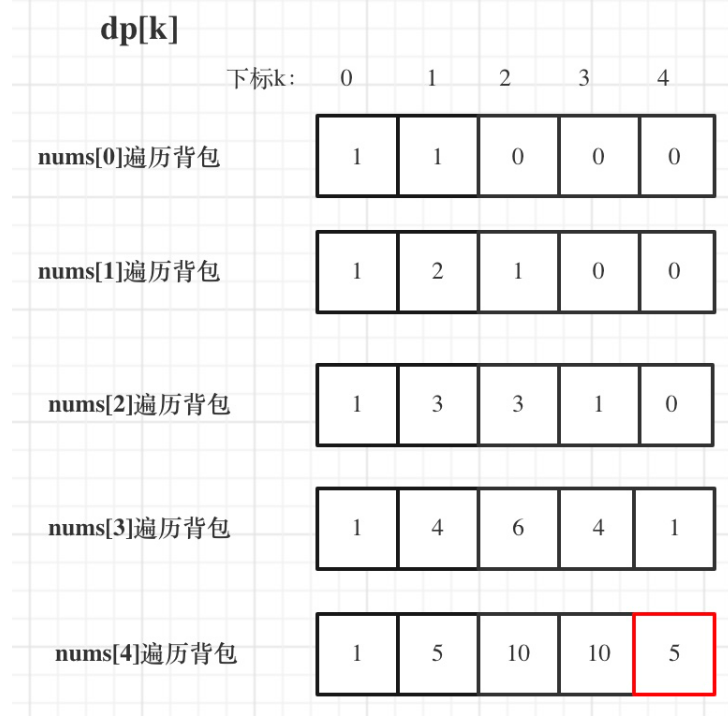 dp[k]
下标k: 0 1 2 3 4
nums[0]遍历背包 1 1 0 0 0
nums[1]遍历背包 1 2 1 0 0
nums[2]遍历背包 1 3 3 1 0
nums[3]遍历背包 1 4 6 4 1
nums[4]遍历背包 1 5 10 10 5